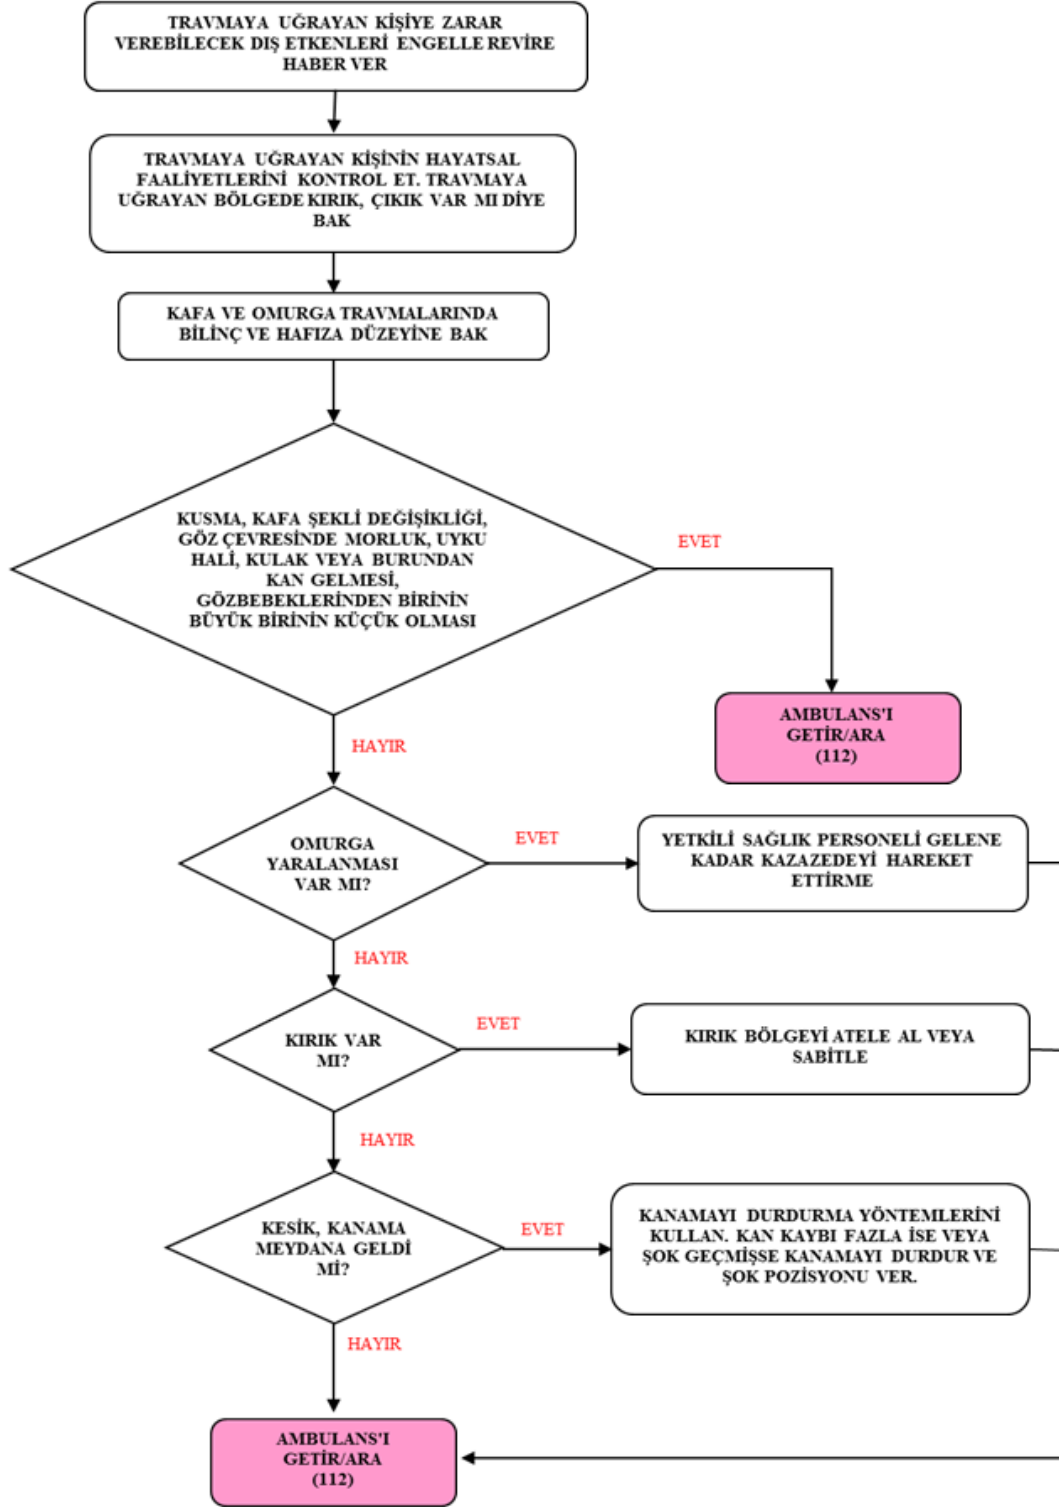 TRAVMAYA UĞRAYAN KİŞİYE ZARAR
VEREBİLECEK DIŞ ETKENLERİ ENGELLE REVİRE
HABER VER
TRAVMAYA UĞRAYAN KİŞİNİN HAYATSAL
FAALİYETLERİNİ KONTROL ET. TRAVMAYA
UĞRAYAN BÖLGEDE KIRIK, ÇIKIK VAR MI DİYE
BAK
KAFA VE OMURGA TRAVMALARINDA
BİLİNÇ VE HAFIZA DÜZEYİNE BAK
KUSMA, KAFA ŞEKLİ DEĞİŞİKLİĞİ,
GÖZ ÇEVRESİNDE MORLUK, UYKU
HALİ, KULAK VEYA BURUNDAN
KAN GELMESİ,
GÖZBEBEKLERİNDEN BİRİNİN
BÜYÜK BİRİNİN KÜÇÜK OLMASI
EVET
AMBULANS'I
GETİR/ARA
(112)
HAYIR
OMURGA
YARALANMASI
VAR MI?
EVET
YETKİLİ SAĞLIK PERSONELİ GELENE
KADAR KAZAZEDEYİ HAREKET
ETTİRME
HAYIR
KIRIK VAR
MI?
EVET
KIRIK BÖLGEYİ ATELE AL VEYA
SABİTLE
HAYIR
KESİK, KANAMA
MEYDANA GELDİ
Mİ?
EVET
KANAMAYI DURDURMA YÖNTEMLERİNİ
KULLAN. KAN KAYBI FAZLA İSE VEYA
ŞOK GEÇMİŞSE KANAMAYI DURDUR VE
ŞOK POZİSYONU VER.
HAYIR
AMBULANS'I
GETİR/ARA
(112)